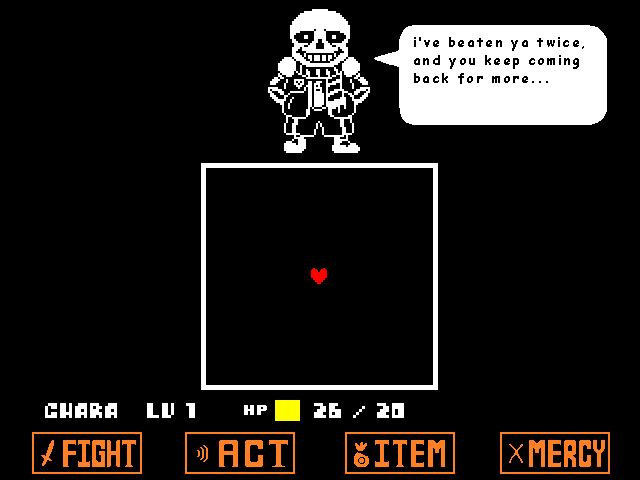 i've beaten ya twice,
and you keep coming
back for more...
CHARA LV 1 HP 26 / 20
FIGHT ACT ITEM MERCY